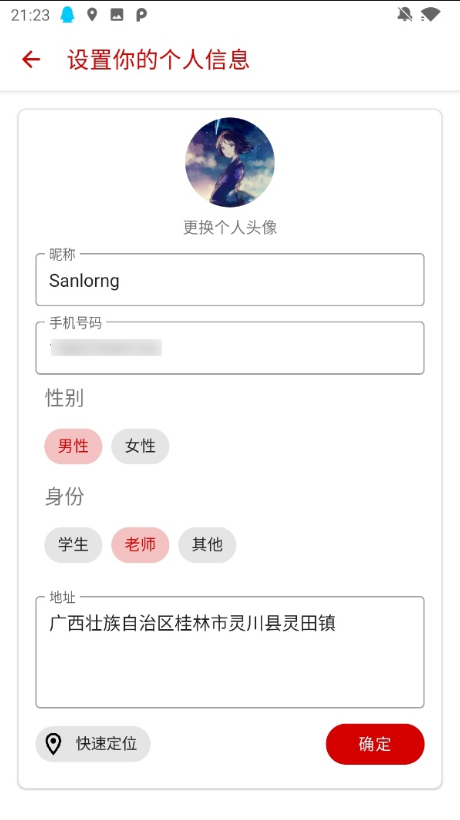 21:23
设置你的个人信息
更换个人头像
昵称
Sanlorng
手机号码
性别
男性 女性
身份
学生 老师 其他
地址
广西壮族自治区桂林市灵川县灵田镇
快速定位 确定